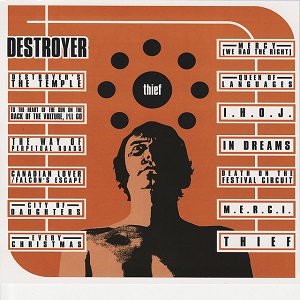 DESTROYER
DESTROYER'S
THE TEMPLE
TO THE HEART OF THE SUN ON THE
BACK OF THE VULTURE, I'LL GO
THE WAY OF
PERPETUAL ROADS
CANADIAN LOVER
/FALCON'S ESCAPE
CITY OF
DAUGHTERS
EVERY
CHRISTMAS
thief
MERCY
(WE HAD THE RIGHT)
QUEEN OF
LANGUAGES
I.H.O.J.
IN DREAMS
DEATH ON THE
FESTIVAL CIRCUIT
M.E.R.C.I.
THIEF